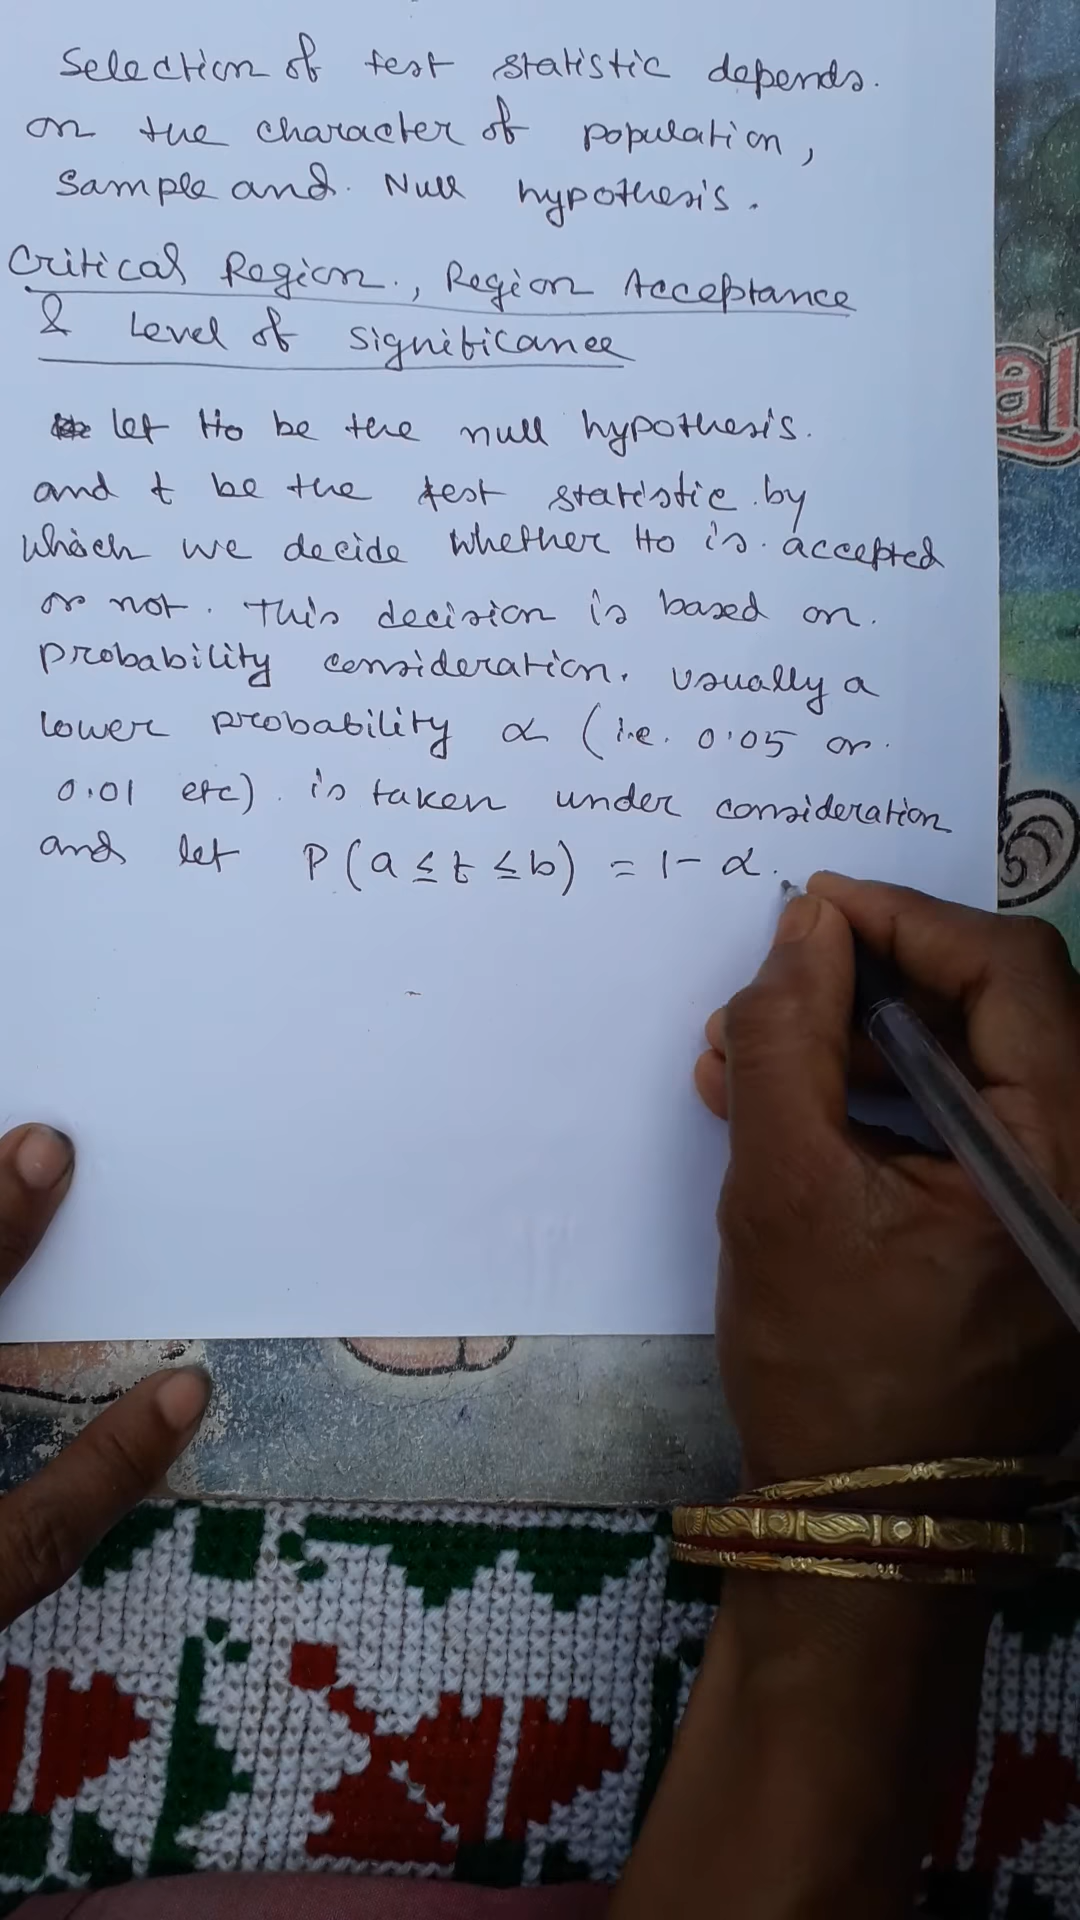 Selection of test statistic depends.
on the character of population,
Sample and. Null hypothesis.
Critical Region., Region Acceptance
& Level of significance
let Ho be the null hypothesis.
and t be the test statistic by
which we decide whether Ho is. accepted
or not. This decision is based on.
probability consideration. usually a
lower probability α (i.e. 0.05 or.
0.01 etc). is taken under consideration
and let P(a ≤ t ≤ b) = 1 - α.
al